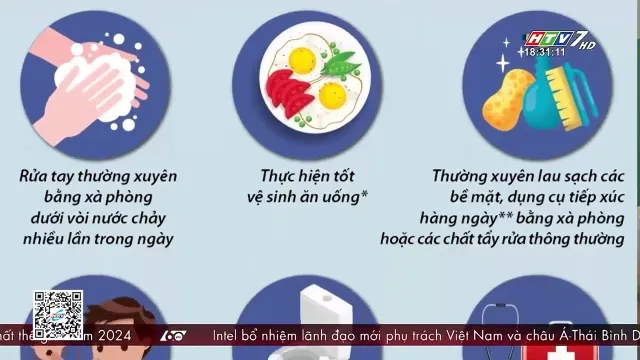 HTV7 HD
18:31:11
Rửa tay thường xuyên
bằng xà phòng
dưới vòi nước chảy
nhiều lần trong ngày
Thực hiện tốt
vệ sinh ăn uống*
Thường xuyên lau sạch các
bề mặt, dụng cụ tiếp xúc
hàng ngày** bằng xà phòng
hoặc các chất tẩy rửa thông thường
năm 2024 Intel bổ nhiệm lãnh đạo mới phụ trách Việt Nam và châu Á-Thái Bình